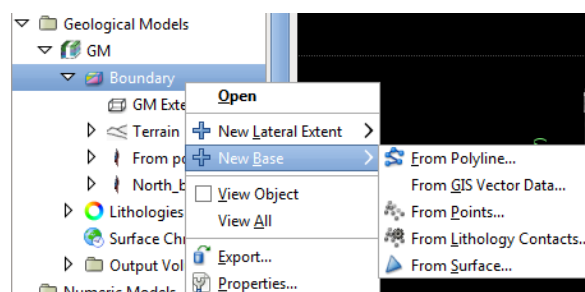 Geological Models
GM
Boundary
GM Exte
Terrain
From po
North_b
Lithologies
Surface Chr
Output Vol
Numeric Models
Open
New Lateral Extent
New Base
View Object
View All
Export...
Properties...
From Polyline...
From GIS Vector Data...
From Points...
From Lithology Contacts...
From Surface...